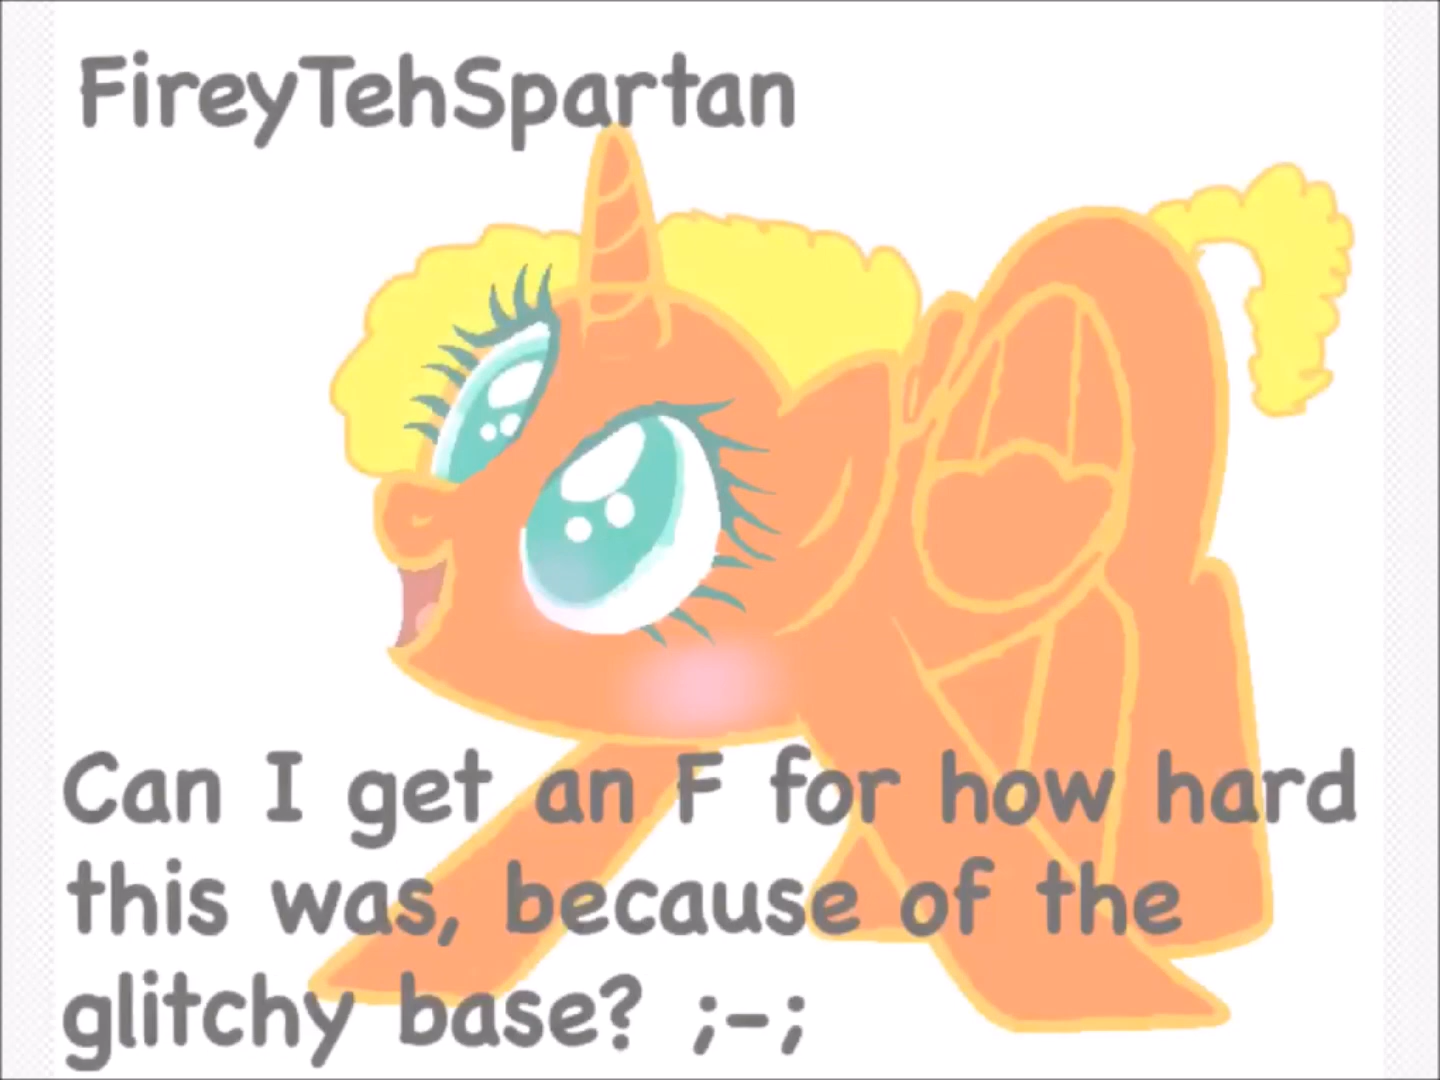 FireyTehSpartan
Can I get an F for how hard
this was, because of the
glitchy base? ;-;